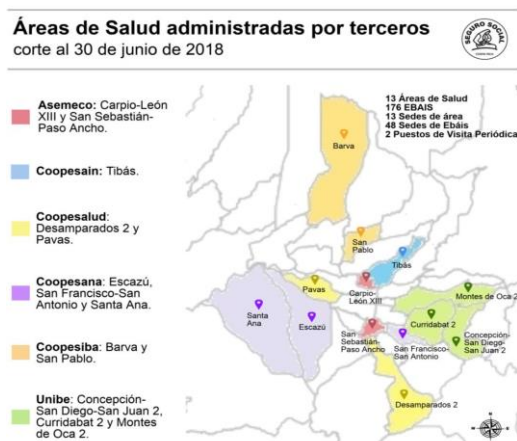 Áreas de Salud administradas por terceros
corte al 30 de junio de 2018
SEGURO SOCIAL
Asemeco: Carpio-León
XIII y San Sebastián-
Paso Ancho.
Coopesain: Tibás.
Coopesalud:
Desamparados 2 y
Pavas.
Coopesana: Escazú,
San Francisco-San
Antonio y Santa Ana.
Coopesiba: Barva y
San Pablo.
Unibe: Concepción-
San Diego-San Juan 2,
Curridabat 2 y Montes
de Oca 2.
13 Áreas de Salud
176 EBAIS
13 Sedes de área
48 Sedes de Ebáis
2 Puestos de Visita Periódica
Barva
San
Pablo
Tibás
Pavas
Carpio-
León XIII
Montes de Oca 2
Santa
Ana
Escazú
Curridabat 2
San
Sebastián-
Paso Ancho
San Francisco-
San Antonio
Concepción-
San Diego-
San Juan 2
Desamparados 2